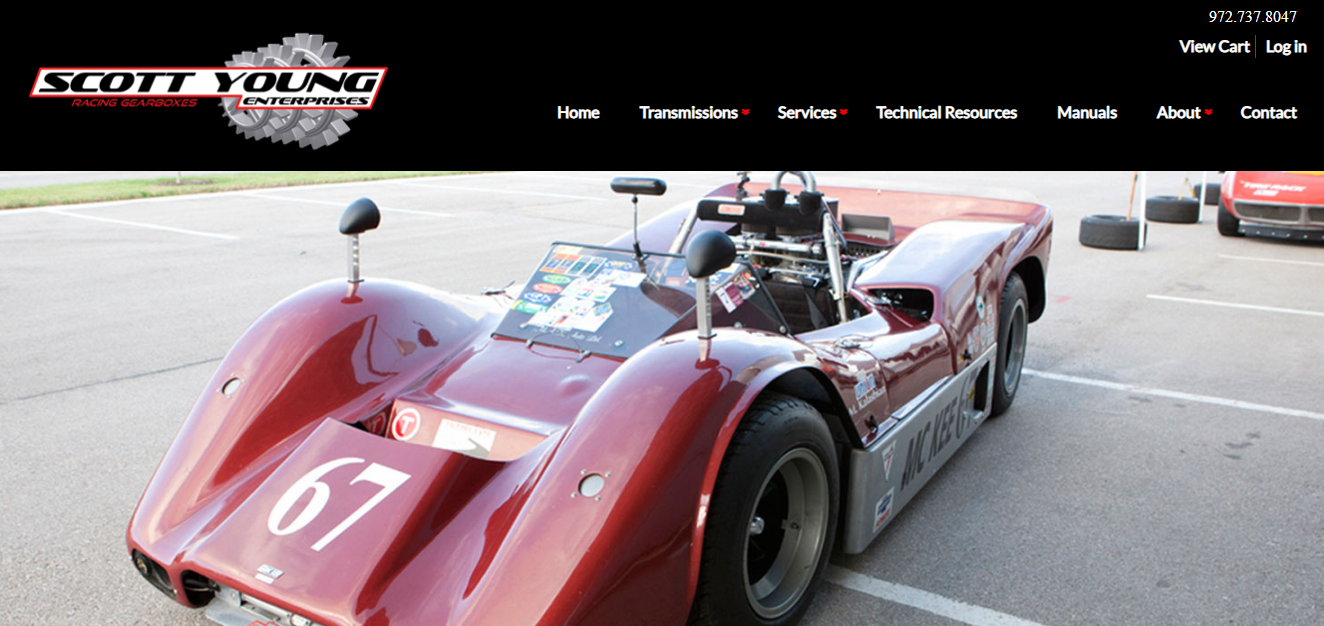 972.737.8047
View Cart
Log in
SCOTT YOUNG
RACING GEARBOXES
ENTERPRISES
Home
Transmissions
Services
Technical Resources
Manuals
About
Contact
67
T
MC KEE